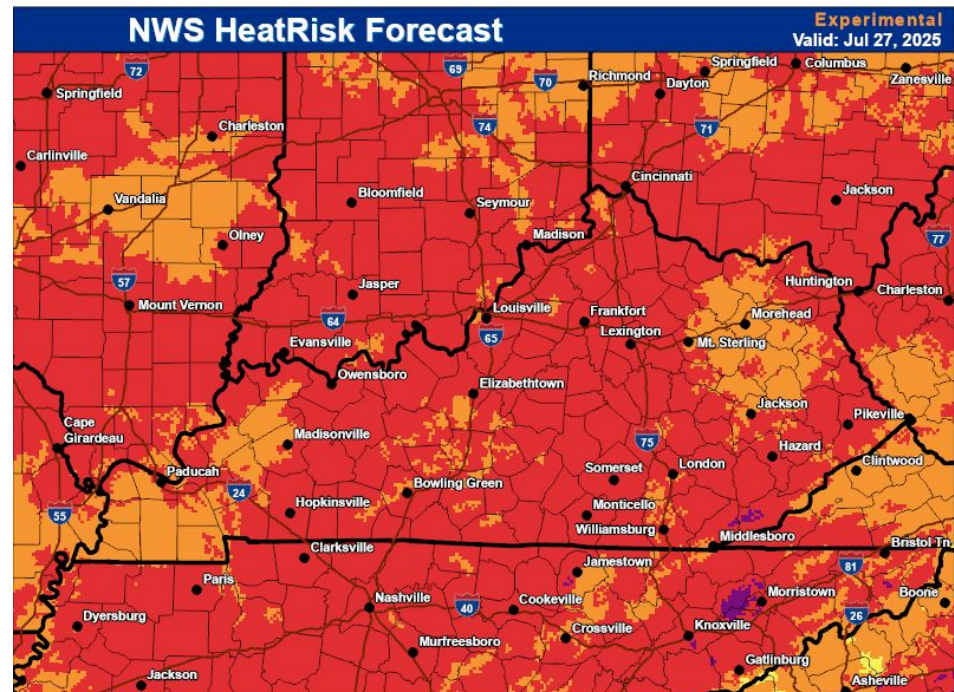 NWS HeatRisk Forecast
Experimental
Valid: Jul 27, 2025
72
69
70
Richmond
Springfield
Columbus
Springfield
Dayton
Zanesville
Charleston
74
71
Carlinville
Cincinnati
Vandalia
Bloomfield
Seymour
Jackson
Olney
Madison
77
57
Jasper
Huntington
Charleston
Mount Vernon
64
Louisville
Frankfort
Morehead
Evansville
65
Lexington
Mt. Sterling
Owensboro
Elizabethtown
Cape
Girardeau
Madisonville
75
Jackson
Pikeville
Paducah
Somerset
London
Hazard
Clintwood
24
Bowling Green
55
Hopkinsville
Monticello
Williamsburg
Middlesboro
Clarksville
Jamestown
Bristol Tn.
Paris
81
Nashville
40
Cookeville
Morristown
Boone
Dyersburg
26
Murfreesboro
Crossville
Knoxville
Jackson
Gatlinburg
Asheville